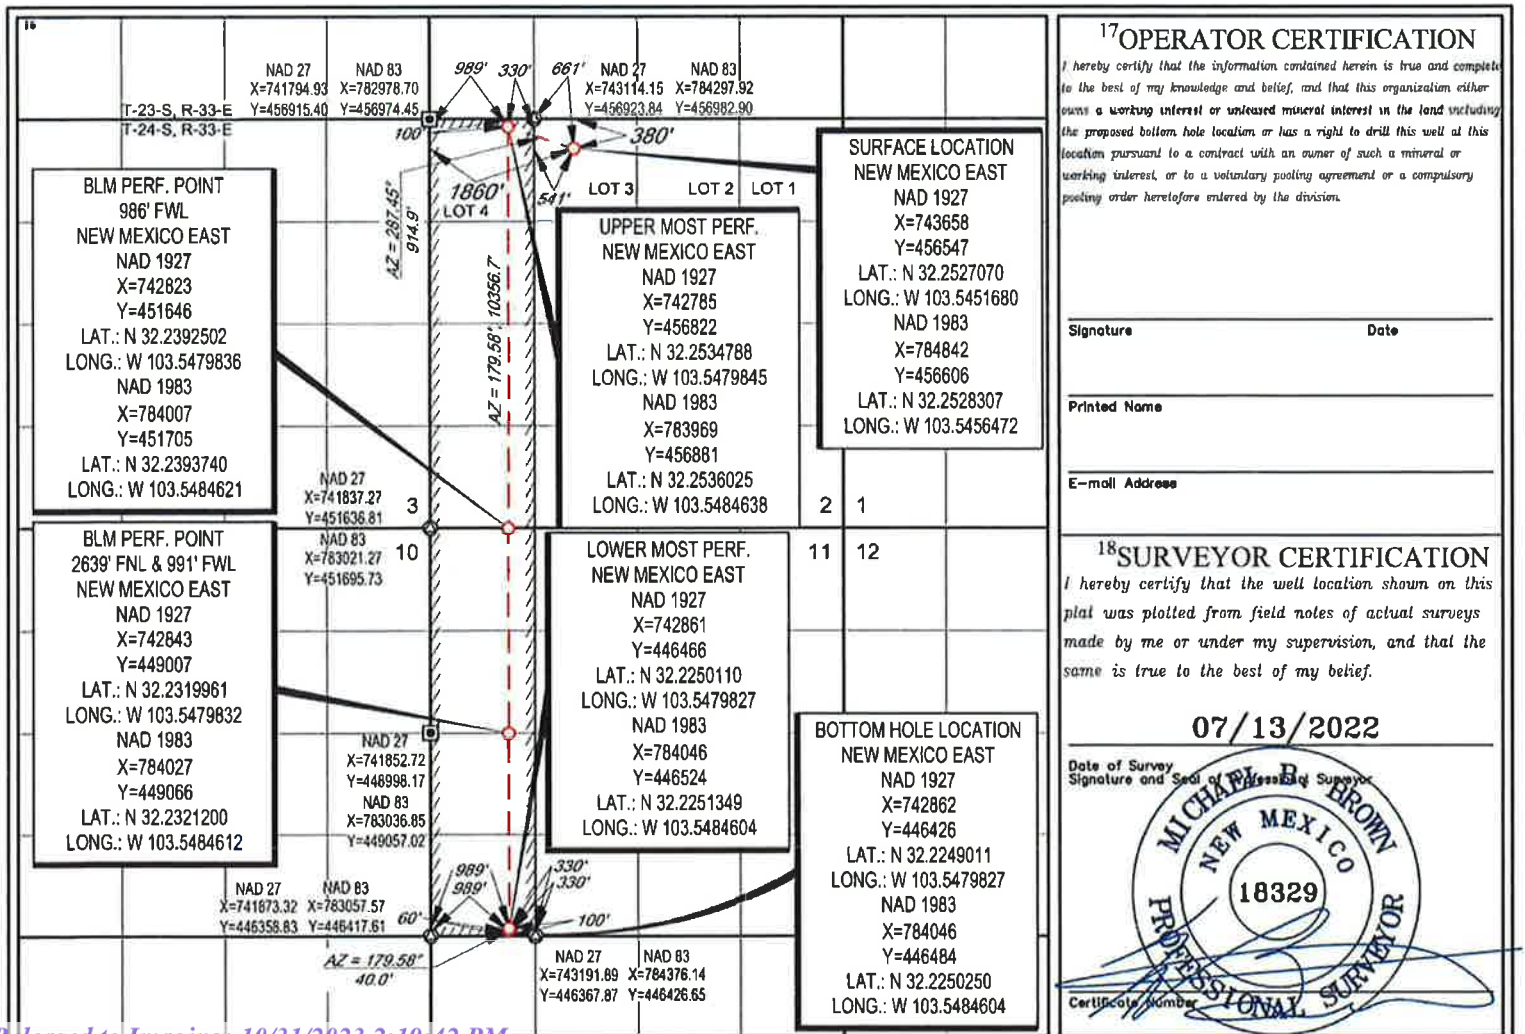 16
NAD 27
X=741794.93
Y=456915.40
NAD 83
X=782978.70
Y=456974.45
989'
330'
661'
NAD 27
X=743114.15
Y=456923.84
NAD 83
X=784297.92
Y=456982.90
T-23-S, R-33-E
T-24-S, R-33-E
100'
380'
1860'
541'
LOT 4
LOT 3
LOT 2
LOT 1
AZ = 287.45°
914.9'
AZ = 179.58°, 10356.7'
BLM PERF. POINT
986' FWL
NEW MEXICO EAST
NAD 1927
X=742823
Y=451646
LAT.: N 32.2392502
LONG.: W 103.5479836
NAD 1983
X=784007
Y=451705
LAT.: N 32.2393740
LONG.: W 103.5484621
UPPER MOST PERF.
NEW MEXICO EAST
NAD 1927
X=742785
Y=456822
LAT.: N 32.2534788
LONG.: W 103.5479845
NAD 1983
X=783969
Y=456881
LAT.: N 32.2536025
LONG.: W 103.5484638
SURFACE LOCATION
NEW MEXICO EAST
NAD 1927
X=743658
Y=456547
LAT.: N 32.2527070
LONG.: W 103.5451680
NAD 1983
X=784842
Y=456606
LAT.: N 32.2528307
LONG.: W 103.5456472
NAD 27
X=741837.27
Y=451636.81
NAD 83
X=783021.27
Y=451695.73
3
10
2
1
11
12
BLM PERF. POINT
2639' FNL & 991' FWL
NEW MEXICO EAST
NAD 1927
X=742843
Y=449007
LAT.: N 32.2319961
LONG.: W 103.5479832
NAD 1983
X=784027
Y=449066
LAT.: N 32.2321200
LONG.: W 103.5484612
LOWER MOST PERF.
NEW MEXICO EAST
NAD 1927
X=742861
Y=446466
LAT.: N 32.2250110
LONG.: W 103.5479827
NAD 1983
X=784046
Y=446524
LAT.: N 32.2251349
LONG.: W 103.5484604
BOTTOM HOLE LOCATION
NEW MEXICO EAST
NAD 1927
X=742862
Y=446426
LAT.: N 32.2249011
LONG.: W 103.5479827
NAD 1983
X=784046
Y=446484
LAT.: N 32.2250250
LONG.: W 103.5484604
NAD 27
X=741852.72
Y=448998.17
NAD 83
X=783036.85
Y=449057.02
NAD 27
X=741873.32
Y=446358.83
NAD 83
X=783057.57
Y=446417.61
60'
989'
989'
330'
330'
100'
AZ = 179.58°
40.0'
NAD 27
X=743191.89
Y=446367.87
NAD 83
X=784376.14
Y=446426.65
17 OPERATOR CERTIFICATION
I hereby certify that the information contained herein is true and complete
to the best of my knowledge and belief, and that this organization either
owns a working interest or unleased mineral interest in the land including
the proposed bottom hole location or has a right to drill this well at this
location pursuant to a contract with an owner of such a mineral or
working interest, or to a voluntary pooling agreement or a compulsory
pooling order heretofore entered by the division.
Signature Date
Printed Name
E-mail Address
18 SURVEYOR CERTIFICATION
I hereby certify that the well location shown on this
plat was plotted from field notes of actual surveys
made by me or under my supervision, and that the
same is true to the best of my belief.
07/13/2022
Date of Survey
Signature and Seal of Professional Surveyor
MICHAEL B. BROWN
NEW MEXICO
18329
PROFESSIONAL SURVEYOR
Certificate Number
Released to Imaging: 10/31/2023 2:19:42 PM